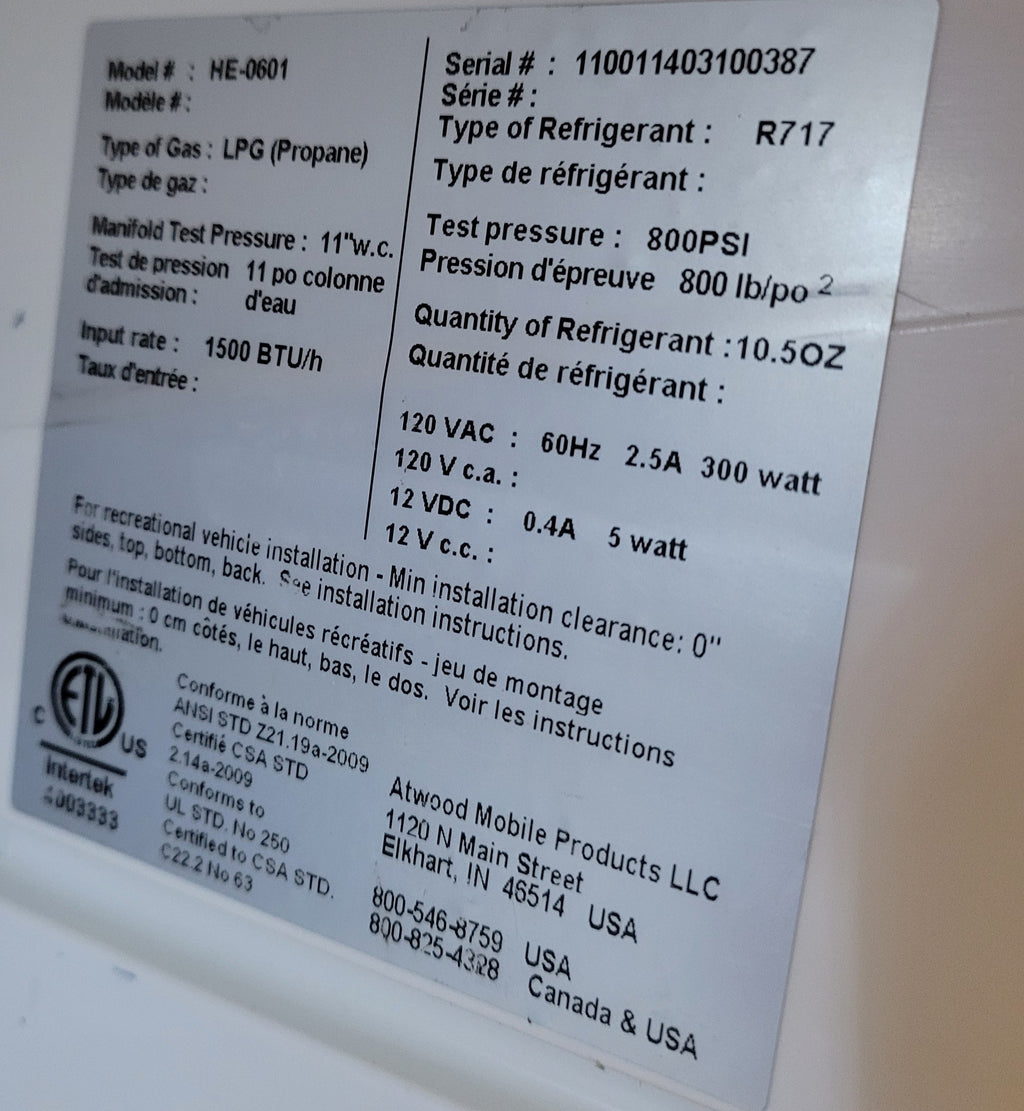 Model # : HE-0601
Modèle # :
Type of Gas : LPG (Propane)
Type de gaz :
Manifold Test Pressure : 11"w.c.
Test de pression 11 po colonne
d'admission : d'eau
Input rate : 1500 BTU/h
Taux d'entrée :
Serial # : 110011403100387
Série # :
Type of Refrigerant : R717
Type de réfrigérant :
Test pressure : 800PSI
Pression d'épreuve 800 lb/po 2
Quantity of Refrigerant : 10.5OZ
Quantité de réfrigérant :
120 VAC : 60Hz 2.5A 300 watt
120 V c.a. :
12 VDC : 0.4A 5 watt
12 V c.c. :
For recreational vehicle installation - Min installation clearance: 0"
sides, top, bottom, back. See installation instructions.
Pour l'installation de véhicules récréatifs - jeu de montage
minimum : 0 cm côtés, le haut, bas, le dos. Voir les instructions
ETL
C US
Intertek
4003333
Conforme à la norme
ANSI STD Z21.19a-2009
Certifié CSA STD
2.14a-2009
Conforms to
UL STD. No 250
Certified to CSA STD.
C22.2 No 63
Atwood Mobile Products LLC
1120 N Main Street
Elkhart, IN 46514 USA
800-546-8759 USA
800-825-4328 Canada & USA